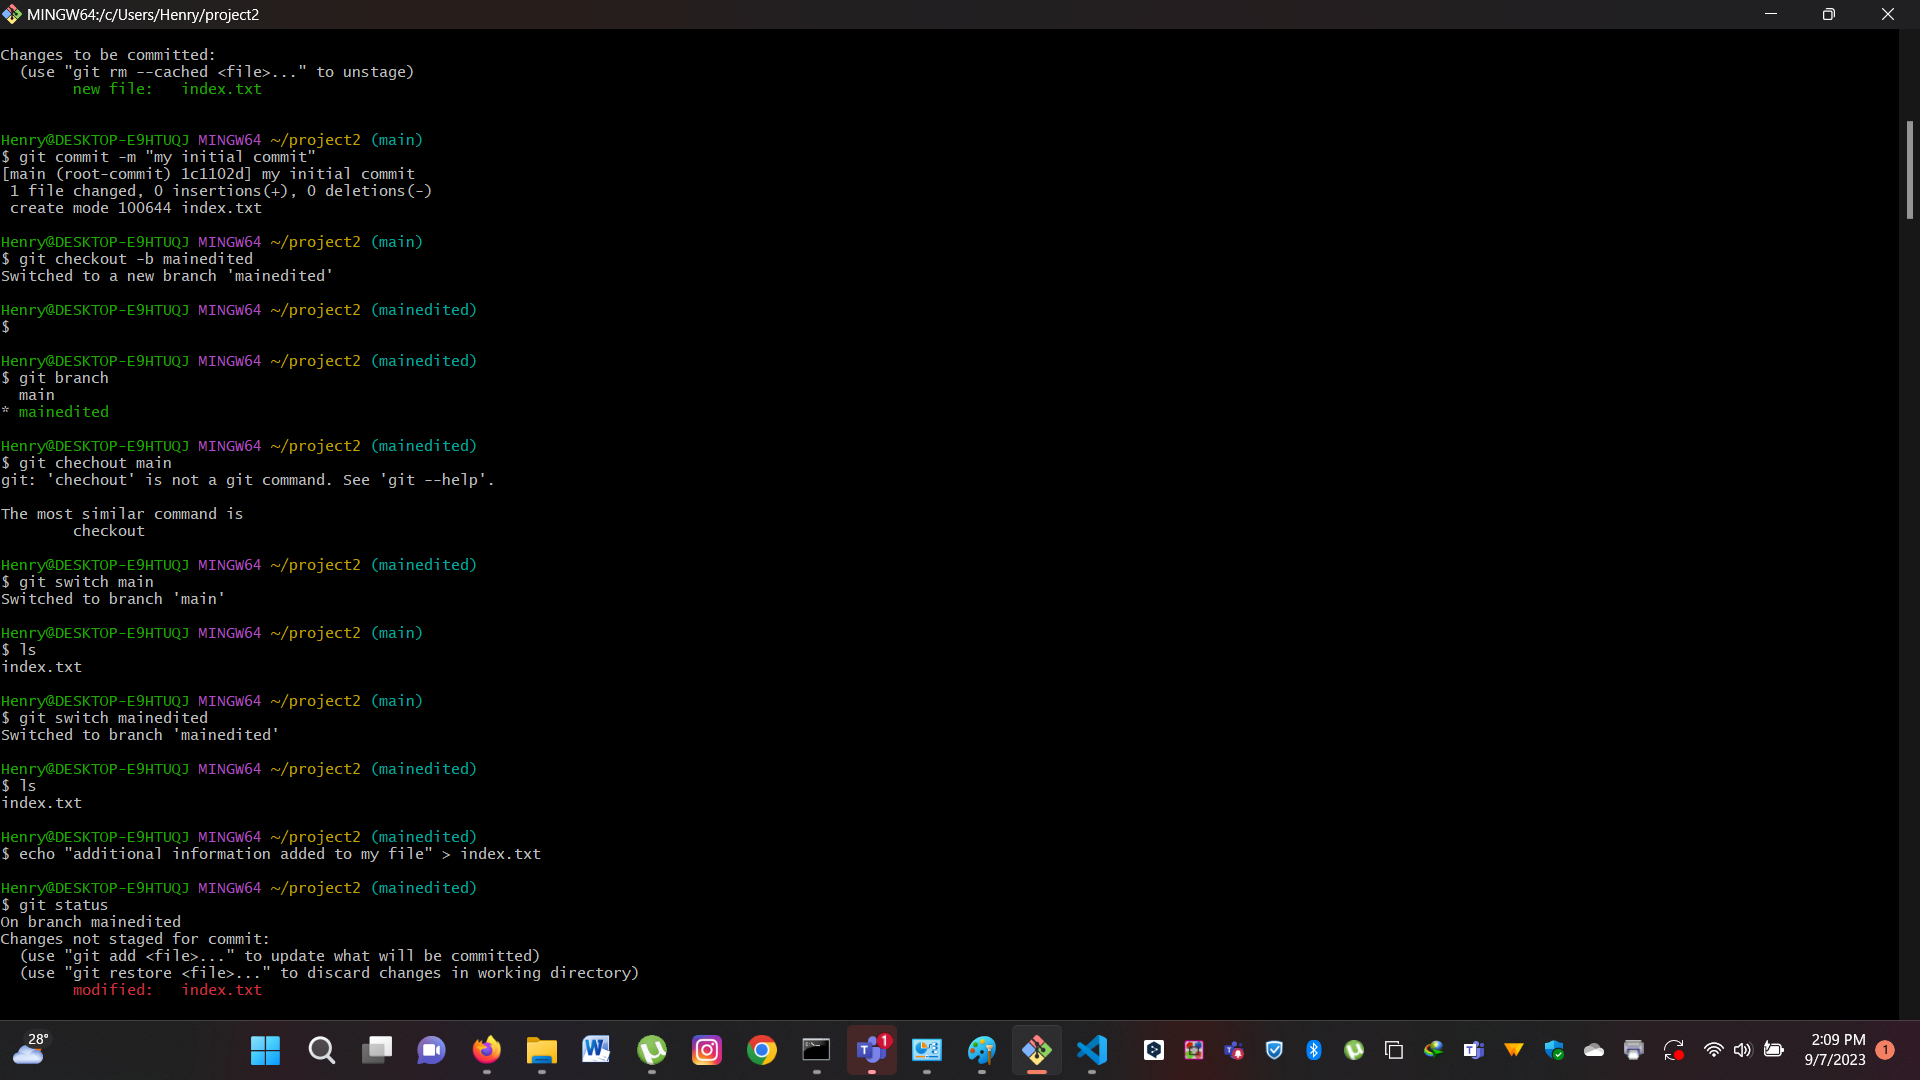 MINGW64:/c/Users/Henry/project2
Changes to be committed:
  (use "git rm --cached <file>..." to unstage)
        new file:   index.txt
Henry@DESKTOP-E9HTUQJ MINGW64 ~/project2 (main)
$ git commit -m "my initial commit"
[main (root-commit) 1c1102d] my initial commit
 1 file changed, 0 insertions(+), 0 deletions(-)
 create mode 100644 index.txt
Henry@DESKTOP-E9HTUQJ MINGW64 ~/project2 (main)
$ git checkout -b mainedited
Switched to a new branch 'mainedited'
Henry@DESKTOP-E9HTUQJ MINGW64 ~/project2 (mainedited)
$
Henry@DESKTOP-E9HTUQJ MINGW64 ~/project2 (mainedited)
$ git branch
  main
* mainedited
Henry@DESKTOP-E9HTUQJ MINGW64 ~/project2 (mainedited)
$ git chechout main
git: 'chechout' is not a git command. See 'git --help'.
The most similar command is
        checkout
Henry@DESKTOP-E9HTUQJ MINGW64 ~/project2 (mainedited)
$ git switch main
Switched to branch 'main'
Henry@DESKTOP-E9HTUQJ MINGW64 ~/project2 (main)
$ ls
index.txt
Henry@DESKTOP-E9HTUQJ MINGW64 ~/project2 (main)
$ git switch mainedited
Switched to branch 'mainedited'
Henry@DESKTOP-E9HTUQJ MINGW64 ~/project2 (mainedited)
$ ls
index.txt
Henry@DESKTOP-E9HTUQJ MINGW64 ~/project2 (mainedited)
$ echo "additional information added to my file" > index.txt
Henry@DESKTOP-E9HTUQJ MINGW64 ~/project2 (mainedited)
$ git status
On branch mainedited
Changes not staged for commit:
  (use "git add <file>..." to update what will be committed)
  (use "git restore <file>..." to discard changes in working directory)
        modified:   index.txt
28°
1
2:09 PM
9/7/2023
1